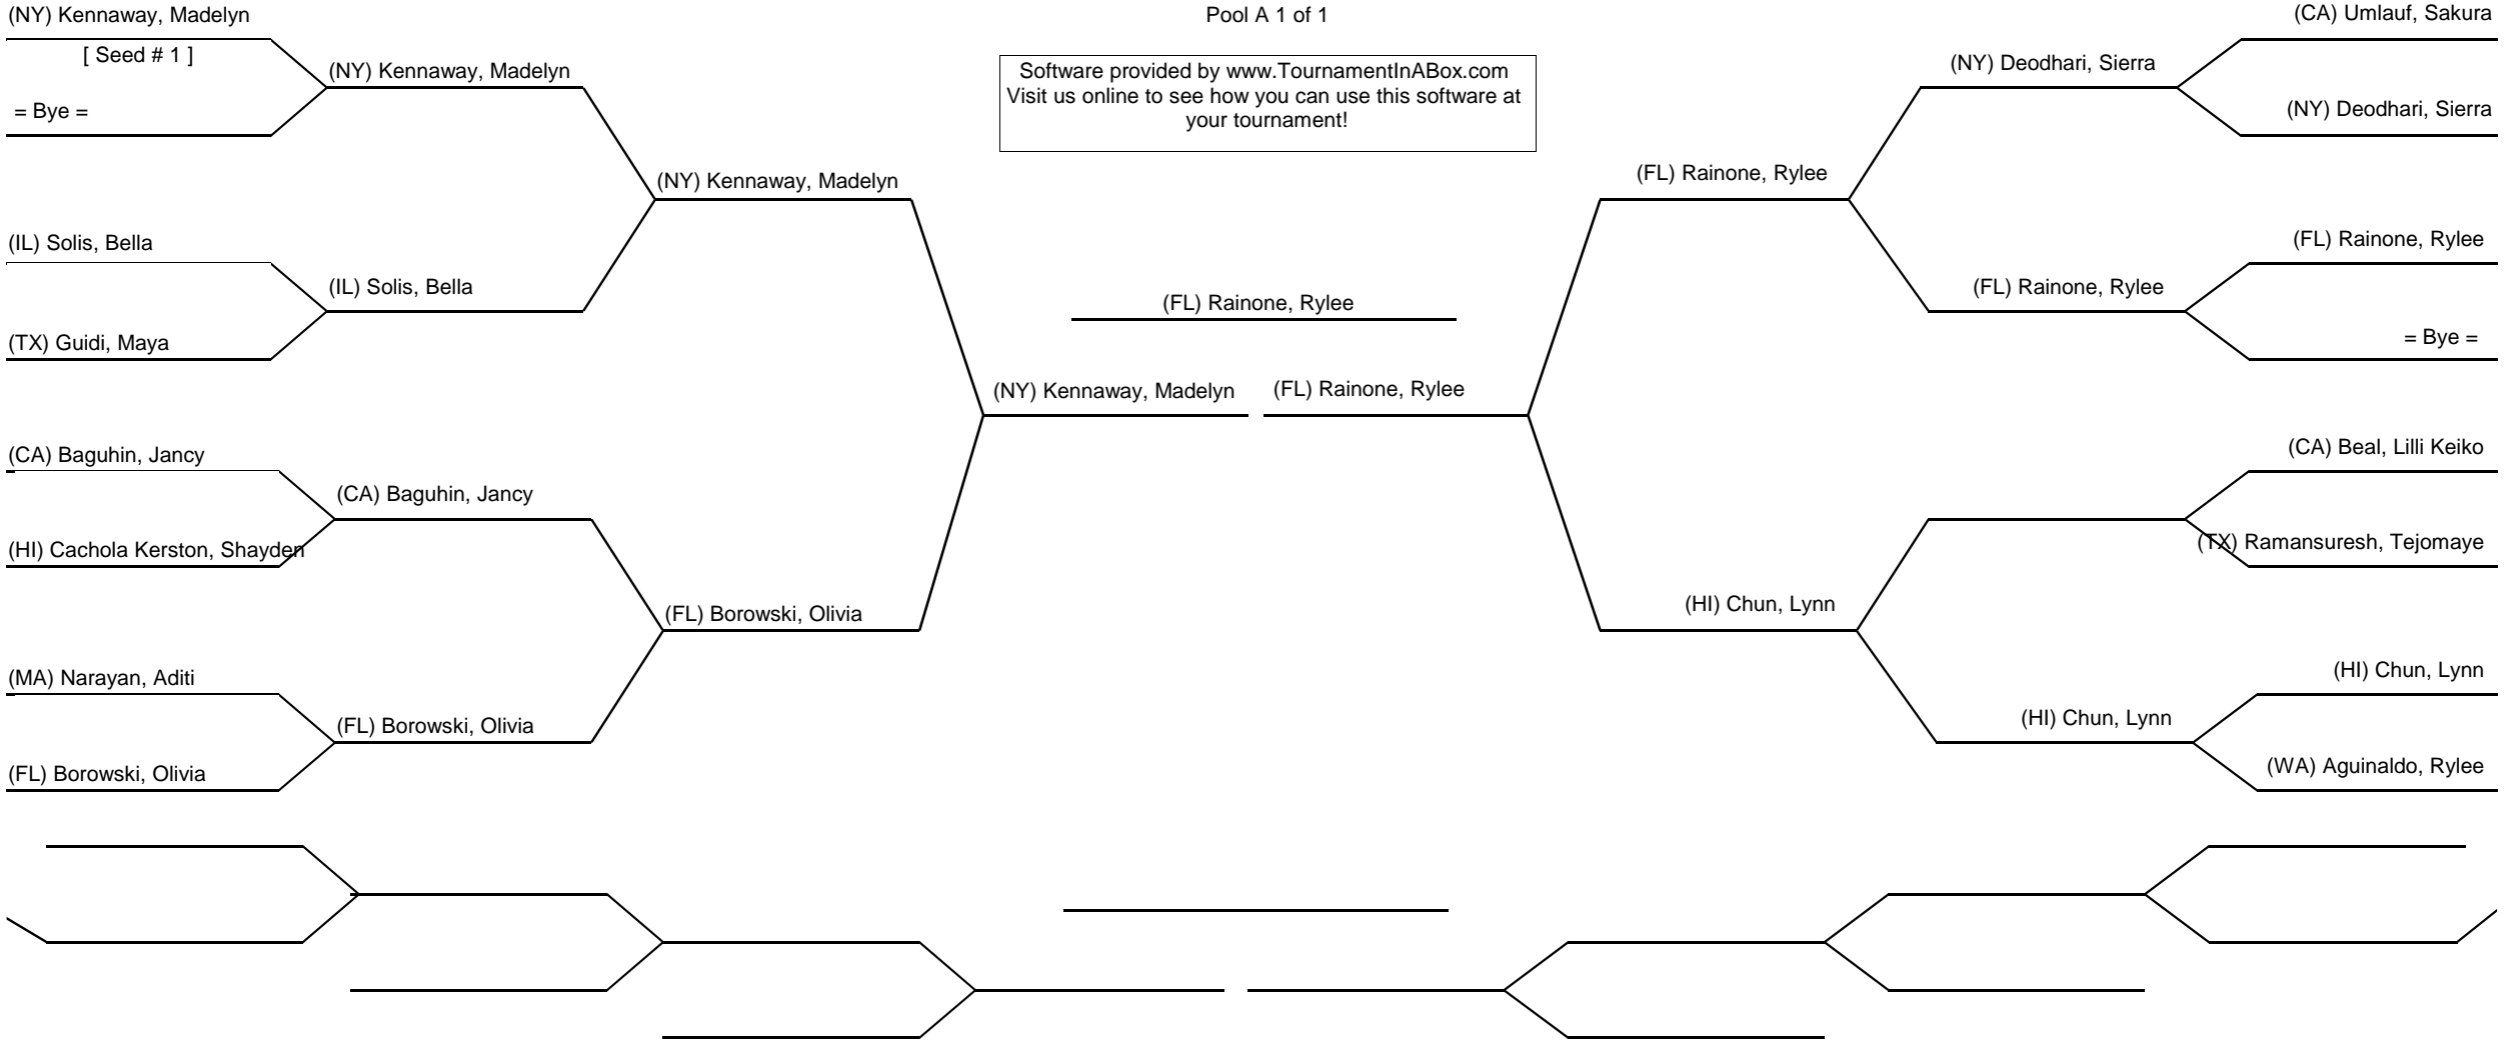 (NY) Kennaway, Madelyn
[ Seed # 1 ]
= Bye =
(IL) Solis, Bella
(TX) Guidi, Maya
(CA) Baguhin, Jancy
(HI) Cachola Kerston, Shayden
(MA) Narayan, Aditi
(FL) Borowski, Olivia
(NY) Kennaway, Madelyn
(IL) Solis, Bella
(CA) Baguhin, Jancy
(FL) Borowski, Olivia
(NY) Kennaway, Madelyn
(FL) Borowski, Olivia
(NY) Kennaway, Madelyn
Pool A 1 of 1
Software provided by www.TournamentInABox.com
Visit us online to see how you can use this software at
your tournament!
(FL) Rainone, Rylee
(FL) Rainone, Rylee
(FL) Rainone, Rylee
(HI) Chun, Lynn
(NY) Deodhari, Sierra
(FL) Rainone, Rylee
(HI) Chun, Lynn
(CA) Umlauf, Sakura
(NY) Deodhari, Sierra
(FL) Rainone, Rylee
= Bye =
(CA) Beal, Lilli Keiko
(TX) Ramansuresh, Tejomaye
(HI) Chun, Lynn
(WA) Aguinaldo, Rylee